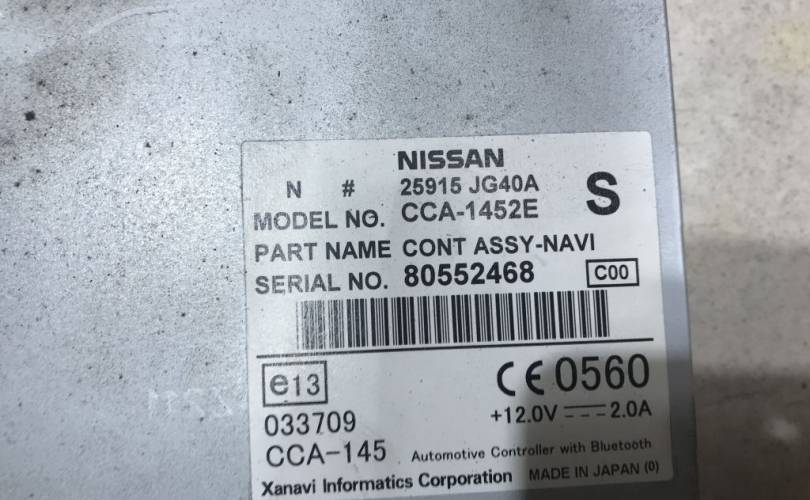 NISSAN
N # 25915 JG40A S
MODEL NO. CCA-1452E
PART NAME CONT ASSY-NAVI
SERIAL NO. 80552468 C00
e13 CE 0560
033709 +12.0V 2.0A
CCA-145 Automotive Controller with Bluetooth
Xanavi Informatics Corporation MADE IN JAPAN (0)